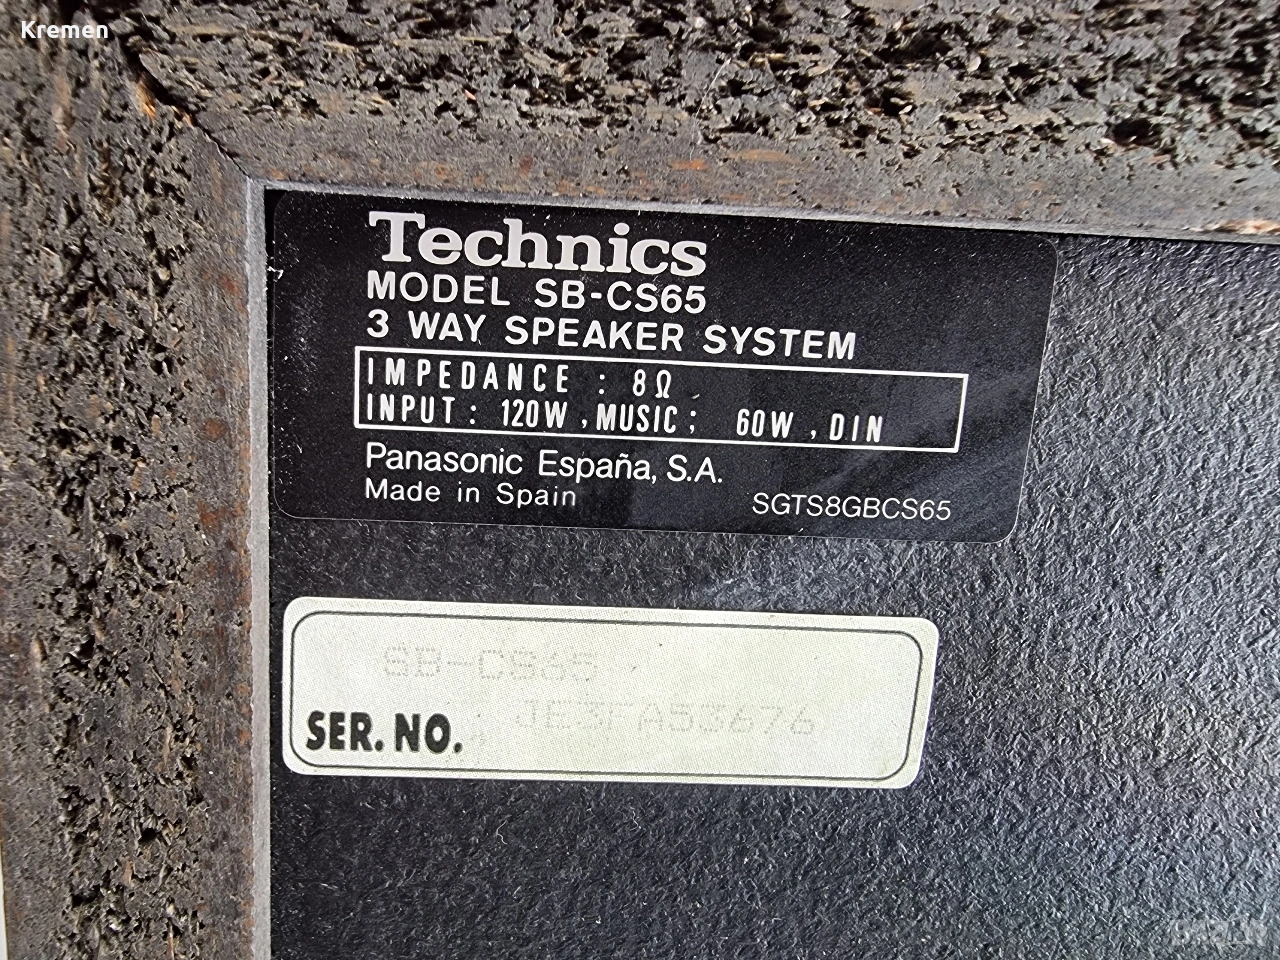 Kremen
Technics
MODEL SB-CS65
3 WAY SPEAKER SYSTEM
IMPEDANCE : 8Ω
INPUT : 120W , MUSIC ; 60W , DIN
Panasonic España, S.A.
Made in Spain SGTS8GBCS65
SB-CS65
SER. NO. JE3FA53676